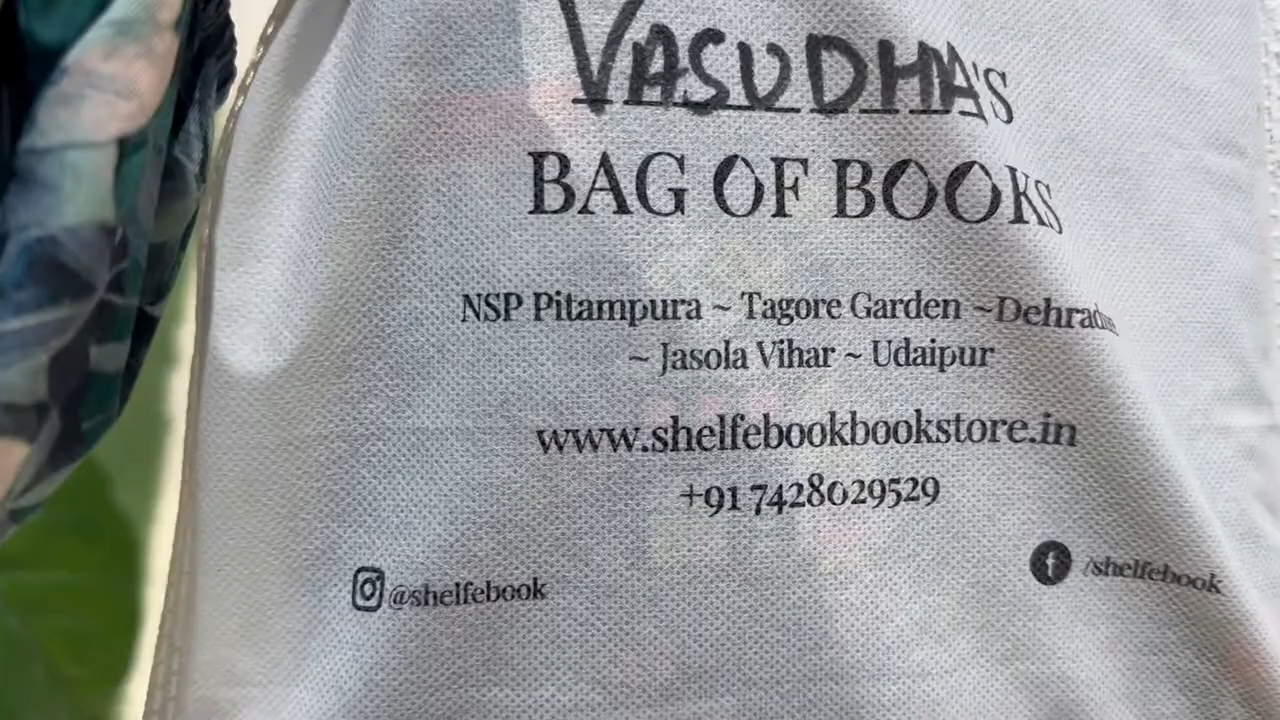 VASUDHA'S
BAG OF BOOKS
NSP Pitampura ~ Tagore Garden ~Dehradun
~ Jasola Vihar ~ Udaipur
www.shelfebookbookstore.in
+91 7428029529
@shelfebook
/shelfebook